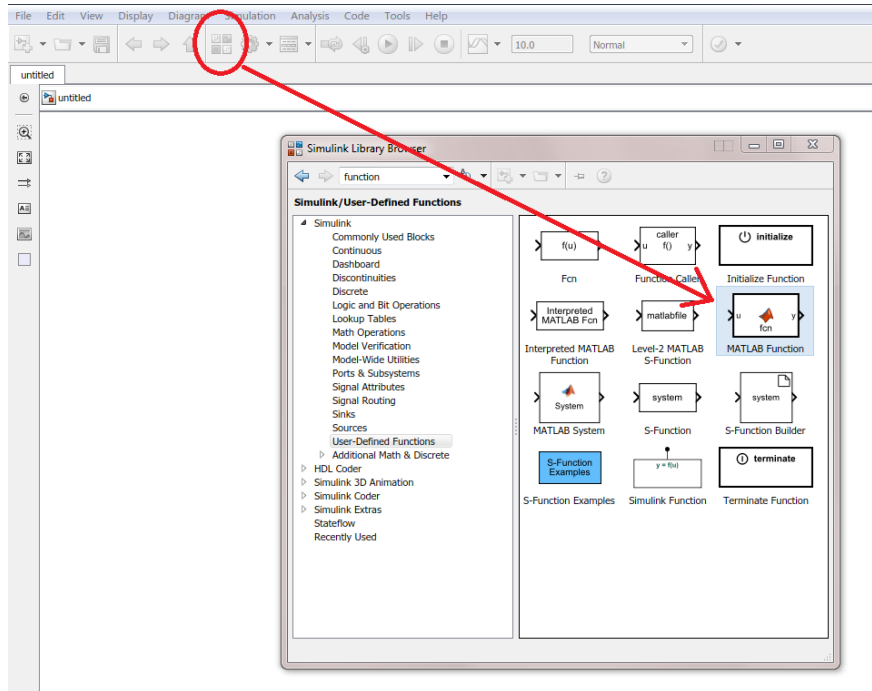 File Edit View Display Diagram Simulation Analysis Code Tools Help
10.0 Normal
untitled
untitled
Simulink Library Browser
function
Simulink/User-Defined Functions
Simulink
Commonly Used Blocks
Continuous
Dashboard
Discontinuities
Discrete
Logic and Bit Operations
Lookup Tables
Math Operations
Model Verification
Model-Wide Utilities
Ports & Subsystems
Signal Attributes
Signal Routing
Sinks
Sources
User-Defined Functions
Additional Math & Discrete
HDL Coder
Simulink 3D Animation
Simulink Coder
Simulink Extras
Stateflow
Recently Used
f(u)
Fcn
caller
u f() y
Function Caller
initialize
Initialize Function
Interpreted
MATLAB Fcn
Interpreted MATLAB
Function
matlabfile
Level-2 MATLAB
S-Function
u y
fcn
MATLAB Function
System
MATLAB System
system
S-Function
system
S-Function Builder
S-Function
Examples
S-Function Examples
y = f(u)
Simulink Function
terminate
Terminate Function